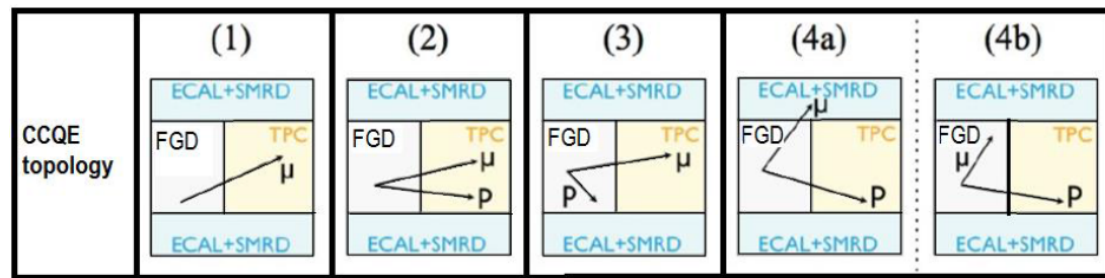 (1) (2) (3) (4a) (4b)
ECAL+SMRD ECAL+SMRD ECAL+SMRD ECAL+SMRD ECAL+SMRD
μ
FGD TPC FGD TPC FGD TPC FGD TPC FGD TPC
CCQE
topology
μ μ μ μ
P P P P
ECAL+SMRD ECAL+SMRD ECAL+SMRD ECAL+SMRD ECAL+SMRD